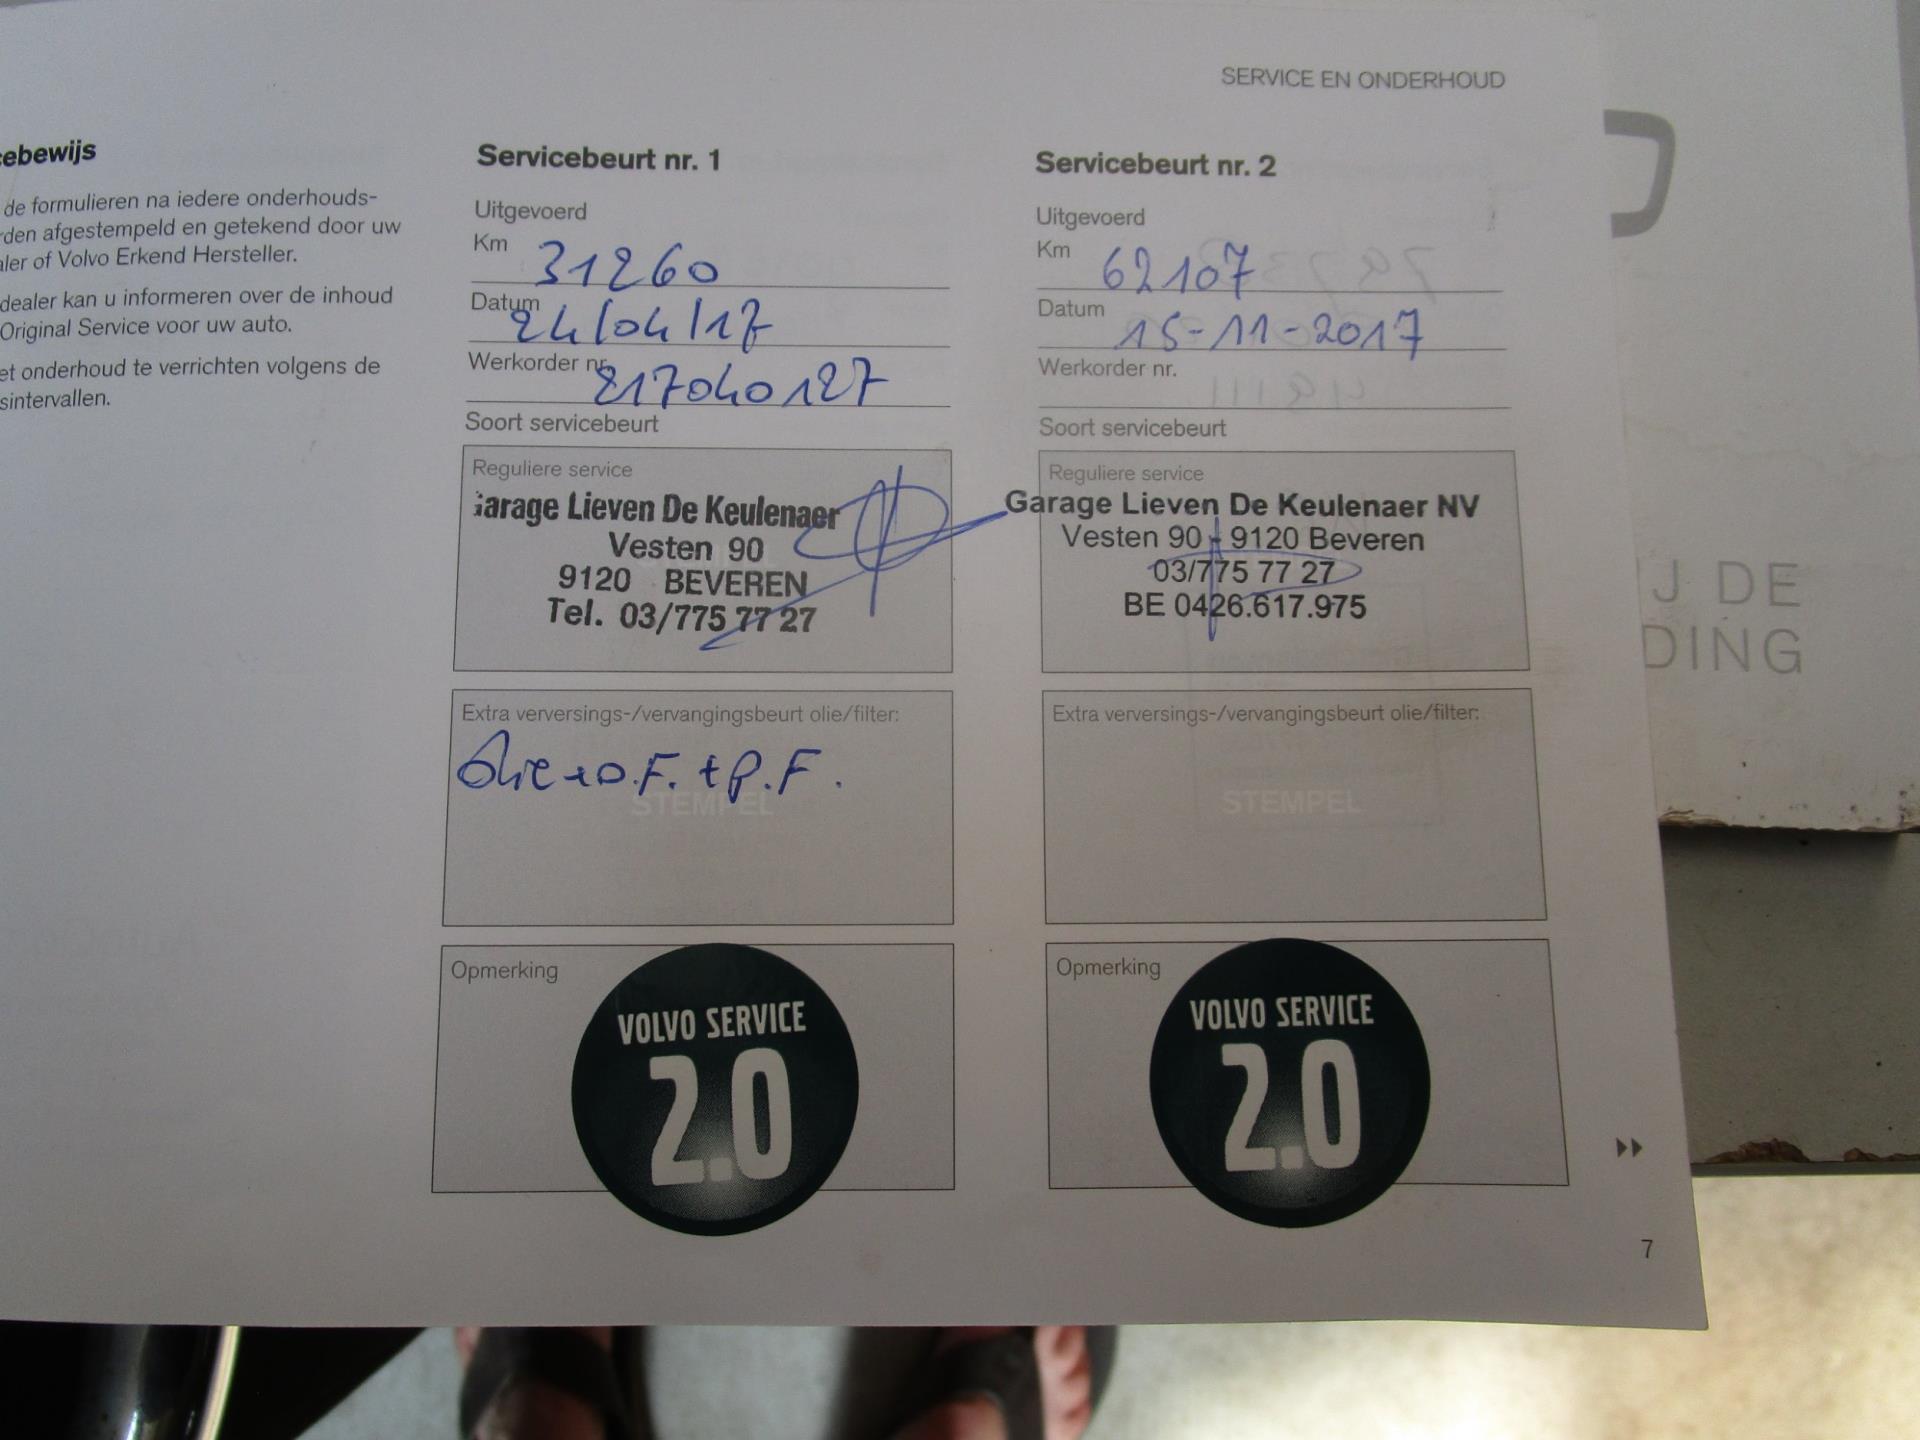 SERVICE EN ONDERHOUD
cebewijs
de formulieren na iedere onderhouds-
rden afgestempeld en getekend door uw
aler of Volvo Erkend Hersteller.
dealer kan u informeren over de inhoud
Original Service voor uw auto.
et onderhoud te verrichten volgens de
sintervallen.
Servicebeurt nr. 1
Uitgevoerd
Km 31260
Datum 24/04/17
Werkorder nr. 217040127
Soort servicebeurt
Reguliere service
Garage Lieven De Keulenaer
Vesten 90
9120 BEVEREN
Tel. 03/775 77 27
Extra verversings-/vervangingsbeurt olie/filter:
Olie + O.F. + P.F.
STEMPEL
Opmerking
VOLVO SERVICE
2.0
Servicebeurt nr. 2
Uitgevoerd
Km 62107
Datum 15-11-2017
Werkorder nr.
Soort servicebeurt
Reguliere service
Garage Lieven De Keulenaer NV
Vesten 90 - 9120 Beveren
03/775 77 27
BE 0426.617.975
Extra verversings-/vervangingsbeurt olie/filter:
STEMPEL
Opmerking
VOLVO SERVICE
2.0
7
J DE
DING